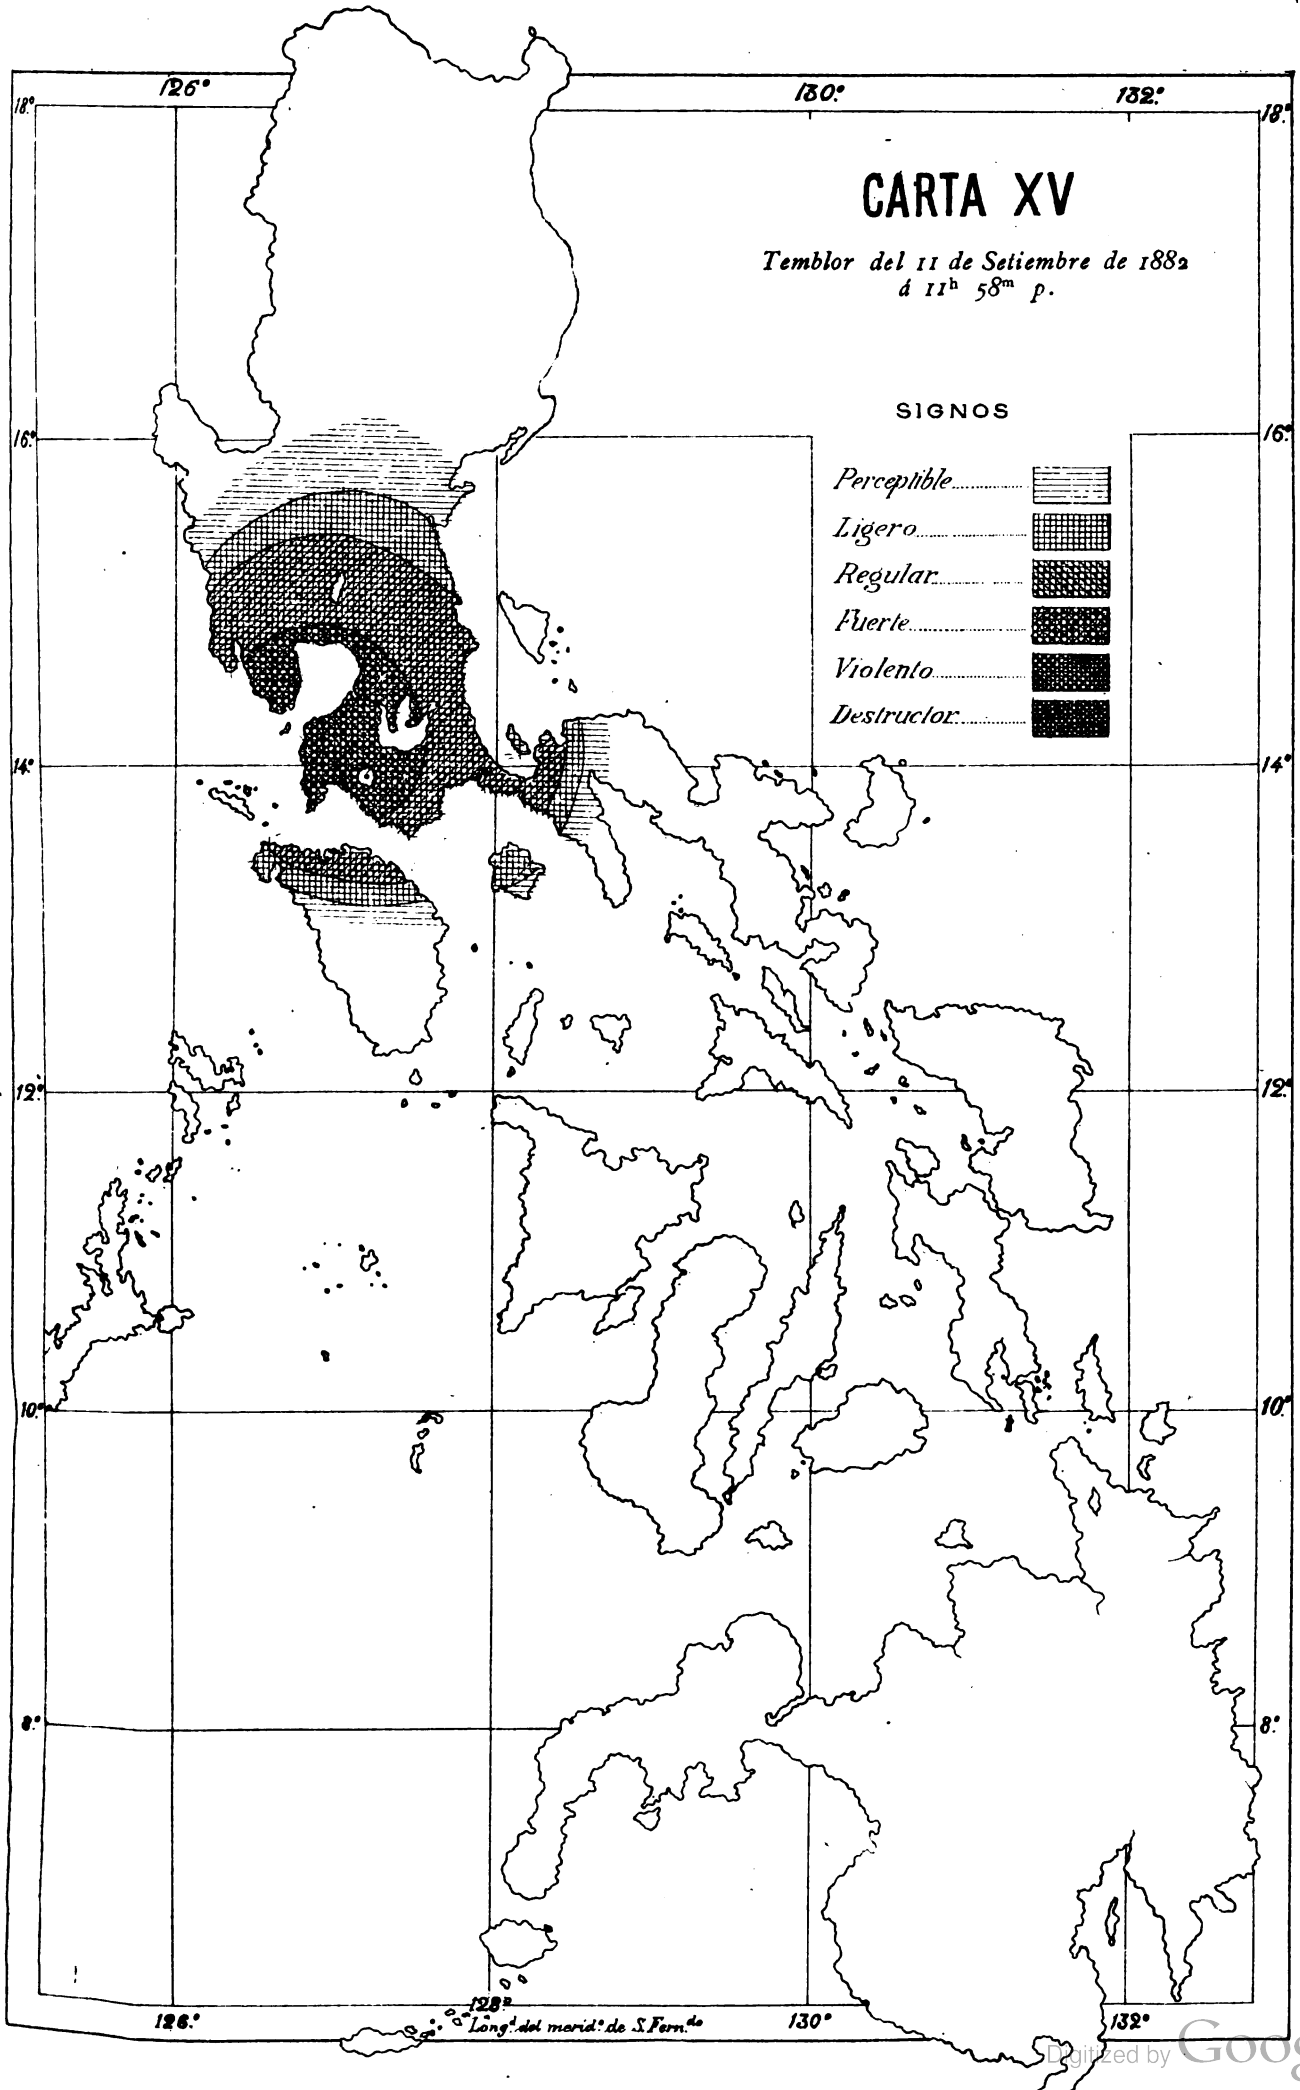 126° 130° 132°
18° 18°
CARTA XV
Temblor del 11 de Setiembre de 1882
á 11ʰ 58ᵐ p.
SIGNOS
16° 16°
Perceptible
Ligero
Regular
Fuerte
Violento
Destructor
14° 14°
12° 12°
10° 10°
8° 8°
126° 128° 130° 132°
Longᵈ. del merid°. de S. Fernᵈᵒ
Digitized by Goog